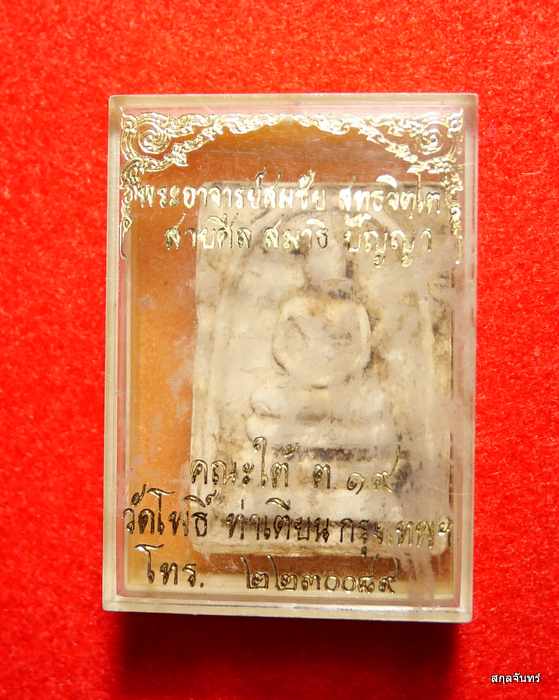 พระอาจารย์สมชัย สุทธจิตฺโต
สายศีล สมาธิ ปัญญา
คณะใต้ ต.๑๙
วัดโพธิ์ ท่าเตียน กรุงเทพฯ
โทร. ๒๒๓๐๐๘๙
สกุลจันทร์